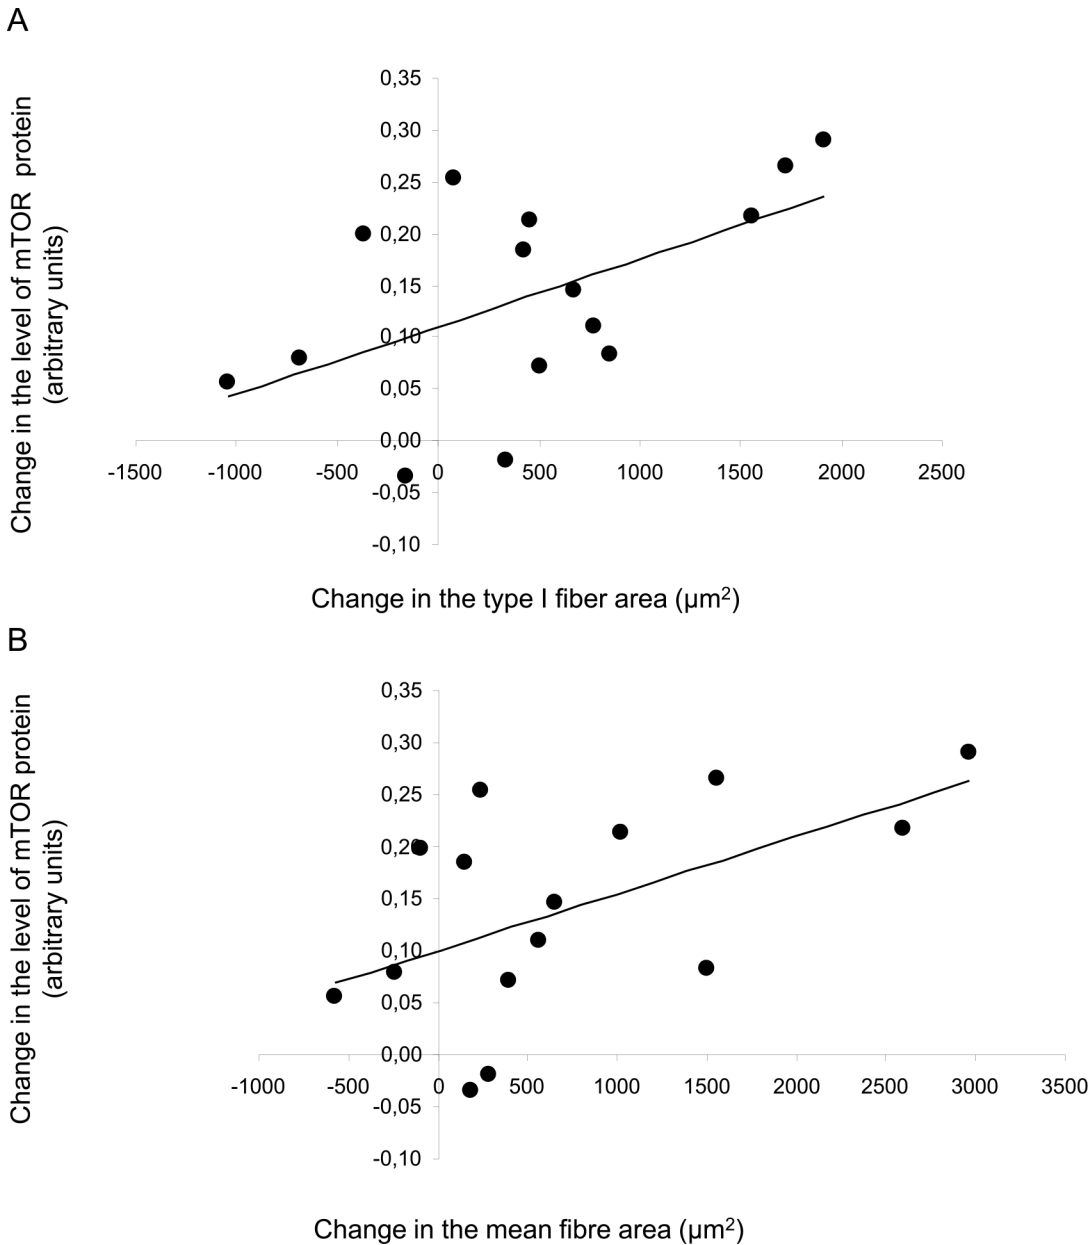 A
0,35
0,30
0,25
0,20
0,15
0,10
0,05
0,00
-0,05
-0,10
-1500 -1000 -500 0 500 1000 1500 2000 2500
Change in the level of mTOR protein
(arbitrary units)
Change in the type I fiber area (µm²)
B
0,35
0,30
0,25
0,20
0,15
0,10
0,05
0,00
-0,05
-0,10
-1000 -500 0 500 1000 1500 2000 2500 3000 3500
Change in the level of mTOR protein
(arbitrary units)
Change in the mean fibre area (µm²)